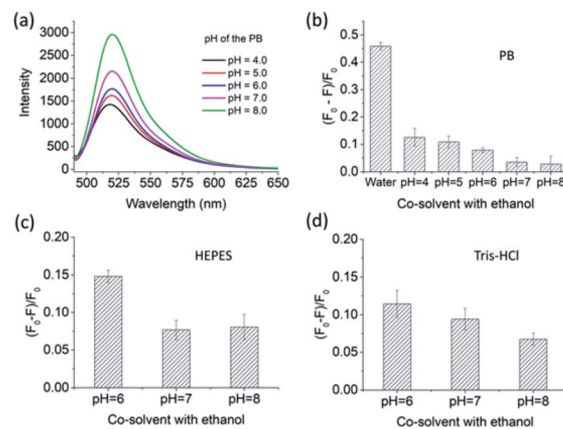 (a)
pH of the PB
pH = 4.0
pH = 5.0
pH = 6.0
pH = 7.0
pH = 8.0
3000
2500
2000
1500
1000
500
0
Intensity
500 525 550 575 600 625 650
Wavelength (nm)
(b)
PB
0.5
0.4
0.3
0.2
0.1
0.0
(F0 - F)/F0
Water pH=4 pH=5 pH=6 pH=7 pH=8
Co-solvent with ethanol
(c)
HEPES
0.20
0.15
0.10
0.05
0.00
(F0-F)/F0
pH=6 pH=7 pH=8
Co-solvent with ethanol
(d)
Tris-HCl
0.20
0.15
0.10
0.05
0.00
(F0-F)/F0
pH=6 pH=7 pH=8
Co-solvent with ethanol